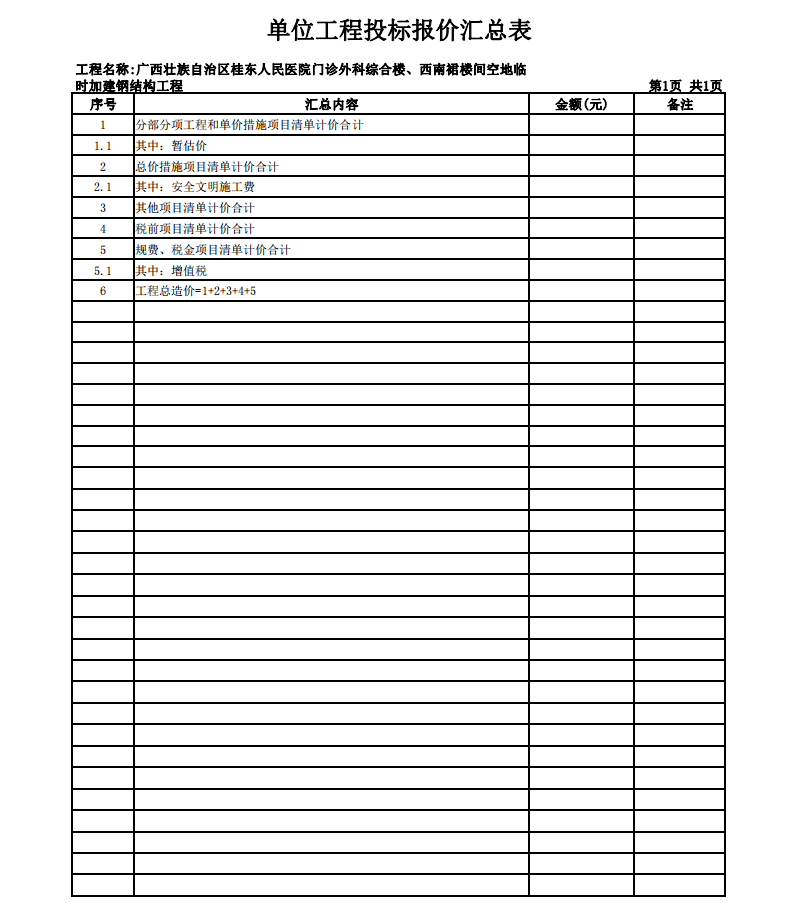 单位工程投标报价汇总表
工程名称:广西壮族自治区桂东人民医院门诊外科综合楼、西南裙楼间空地临
时加建钢结构工程 第1页 共1页
序号 汇总内容 金额(元) 备注
1 分部分项工程和单价措施项目清单计价合计
1.1 其中：暂估价
2 总价措施项目清单计价合计
2.1 其中：安全文明施工费
3 其他项目清单计价合计
4 税前项目清单计价合计
5 规费、税金项目清单计价合计
5.1 其中：增值税
6 工程总造价=1+2+3+4+5